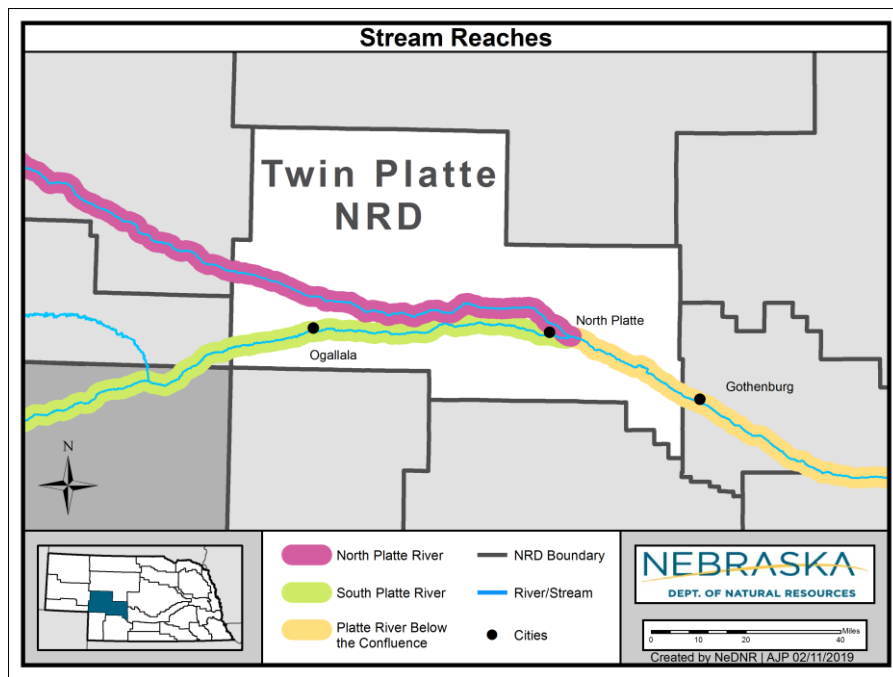 Stream Reaches
Twin Platte
NRD
North Platte
Ogallala
Gothenburg
N
North Platte River
South Platte River
Platte River Below
the Confluence
NRD Boundary
River/Stream
Cities
NEBRASKA
DEPT. OF NATURAL RESOURCES
Miles
0 10 20 40
Created by NeDNR | AJP 02/11/2019